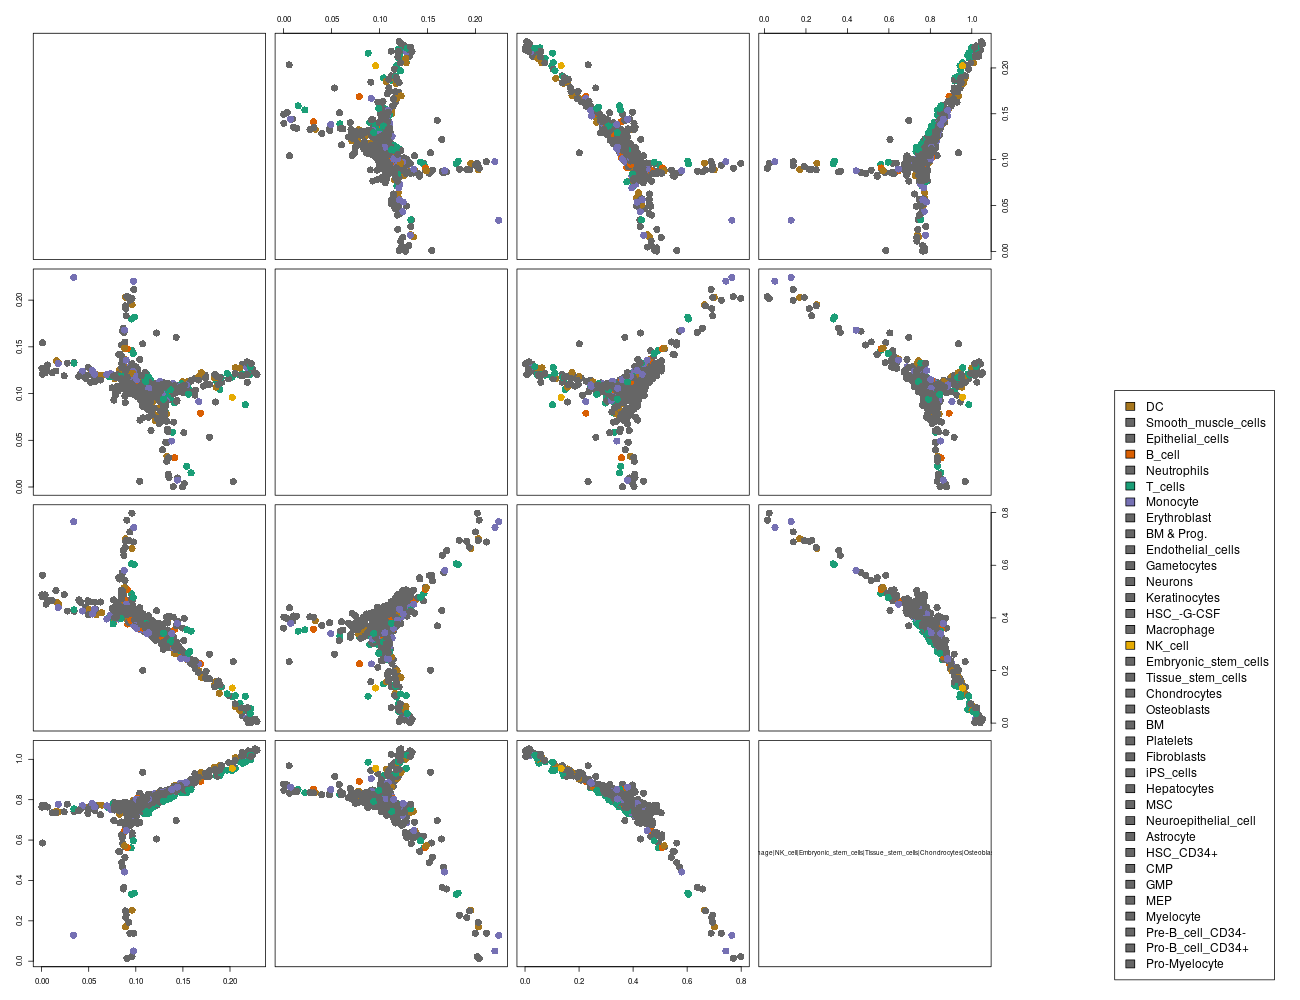 0.00 0.05 0.10 0.15 0.20
0.0 0.2 0.4 0.6 0.8 1.0
0.00 0.05 0.10 0.15 0.20
0.00 0.05 0.10 0.15 0.20
0.0 0.2 0.4 0.6 0.8
0.0 0.2 0.4 0.6 0.8 1.0
nage|NK_cell|Embryonic_stem_cells|Tissue_stem_cells|Chondrocytes|Osteoblas
0.00 0.05 0.10 0.15 0.20
0.0 0.2 0.4 0.6 0.8
DC
Smooth_muscle_cells
Epithelial_cells
B_cell
Neutrophils
T_cells
Monocyte
Erythroblast
BM & Prog.
Endothelial_cells
Gametocytes
Neurons
Keratinocytes
HSC_-G-CSF
Macrophage
NK_cell
Embryonic_stem_cells
Tissue_stem_cells
Chondrocytes
Osteoblasts
BM
Platelets
Fibroblasts
iPS_cells
Hepatocytes
MSC
Neuroepithelial_cell
Astrocyte
HSC_CD34+
CMP
GMP
MEP
Myelocyte
Pre-B_cell_CD34-
Pro-B_cell_CD34+
Pro-Myelocyte